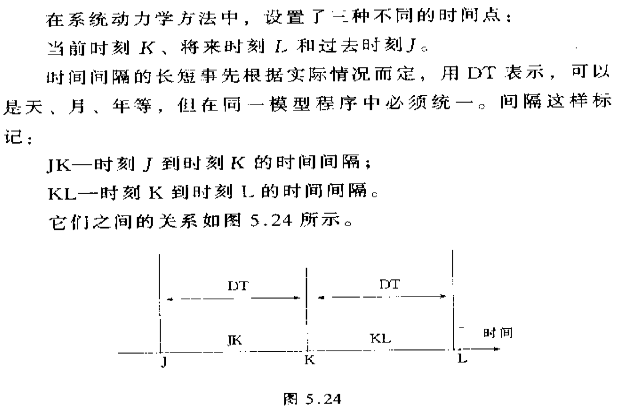 在系统动力学方法中，设置了三种不同的时间点：
当前时刻 K、将来时刻 L 和过去时刻J。
时间间隔的长短事先根据实际情况而定，用 DT 表示，可以
是天、月、年等，但在同一模型程序中必须统一。间隔这样标
记：
JK—时刻 J 到时刻 K 的时间间隔；
KL—时刻 K 到时刻 L 的时间间隔。
它们之间的关系如图 5.24 所示。
DT DT
JK KL 时间
J K L
图 5.24